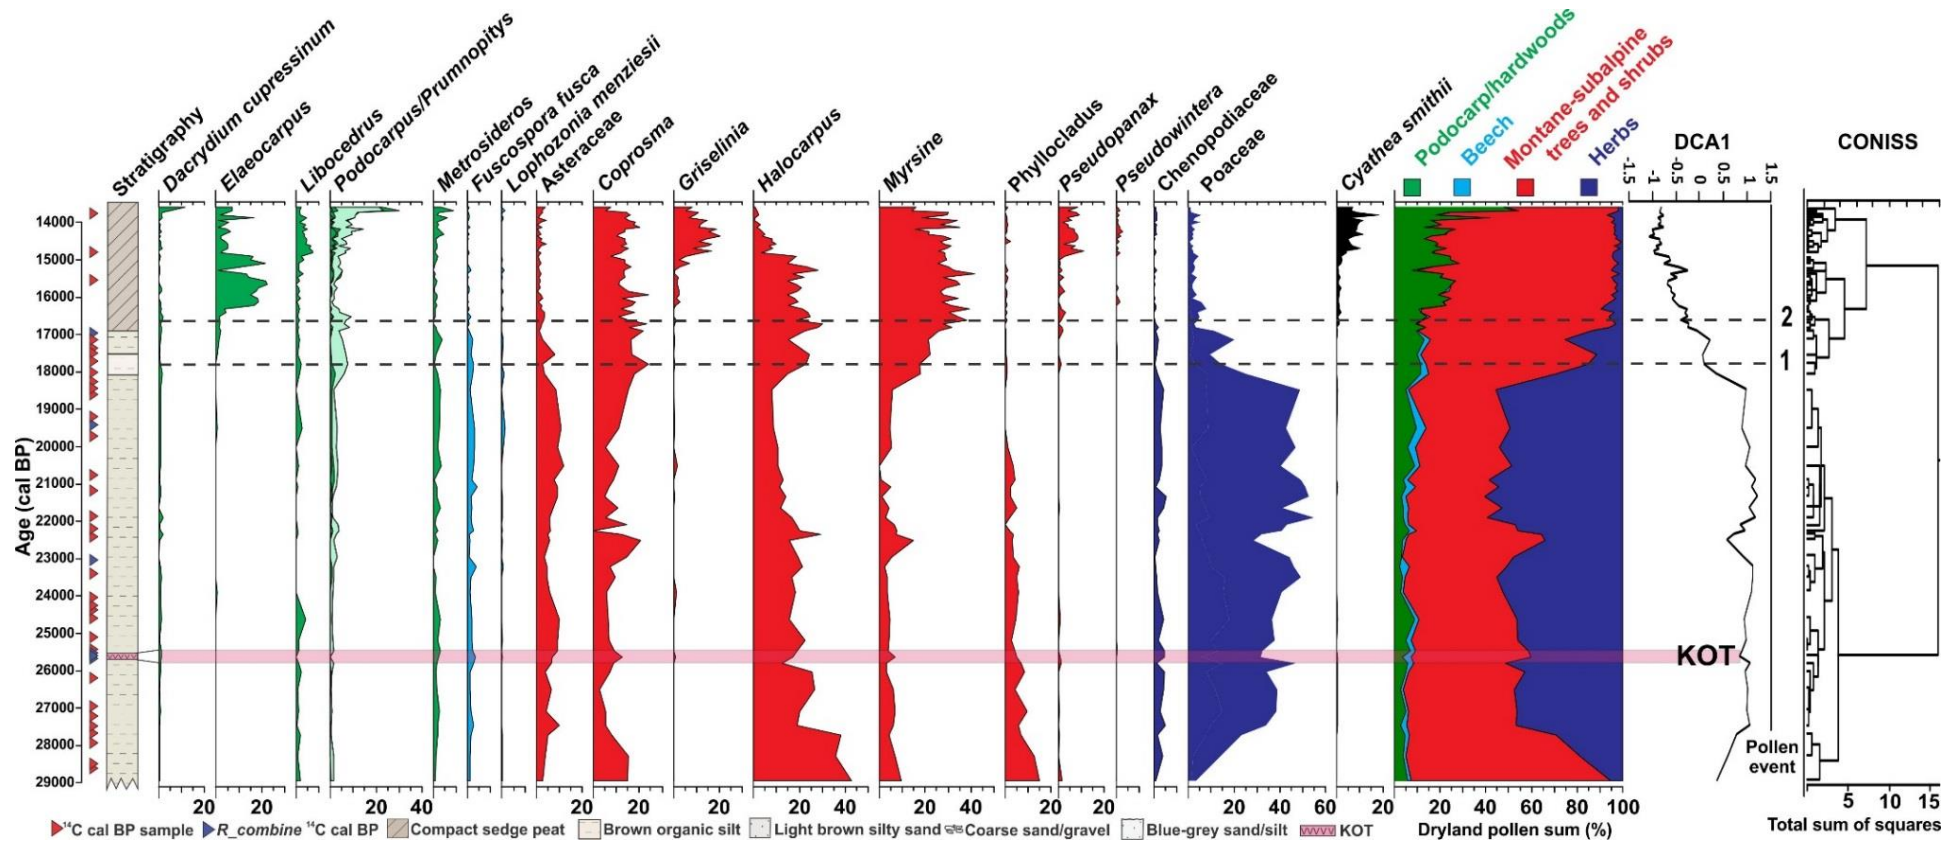 Stratigraphy
Dacrydium cupressinum
Elaeocarpus
Libocedrus
Podocarpus/Prumnopitys
Metrosideros
Fuscospora fusca
Lophozonia menziesii
Asteraceae
Coprosma
Griselinia
Halocarpus
Myrsine
Phyllocladus
Pseudopanax
Pseudowintera
Chenopodiaceae
Poaceae
Cyathea smithii
Podocarp/hardwoods
Beech
Montane-subalpine
trees and shrubs
Herbs
DCA1
-1.5 -1 -0.5 0 0.5 1 1.5
CONISS
Age (cal BP)
14000
15000
16000
17000
18000
19000
20000
21000
22000
23000
24000
25000
26000
27000
28000
29000
2
1
KOT
Pollen
event
20 20 20 40 20 20 20 20 40 20 40 20 20 20 40 60 20 20 40 60 80 100
5 10 15
Dryland pollen sum (%)
Total sum of squares
14C cal BP sample
R_combine 14C cal BP
Compact sedge peat
Brown organic silt
Light brown silty sand
Coarse sand/gravel
Blue-grey sand/silt
KOT